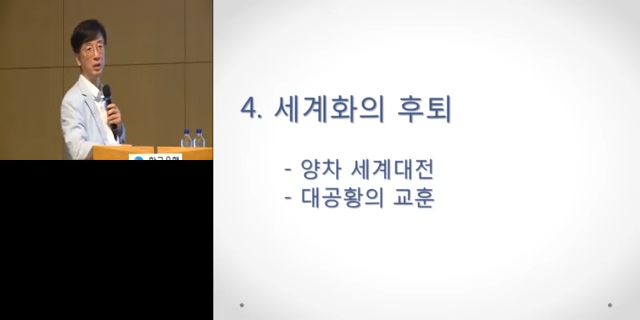 4. 세계화의 후퇴
- 양차 세계대전
- 대공황의 교훈